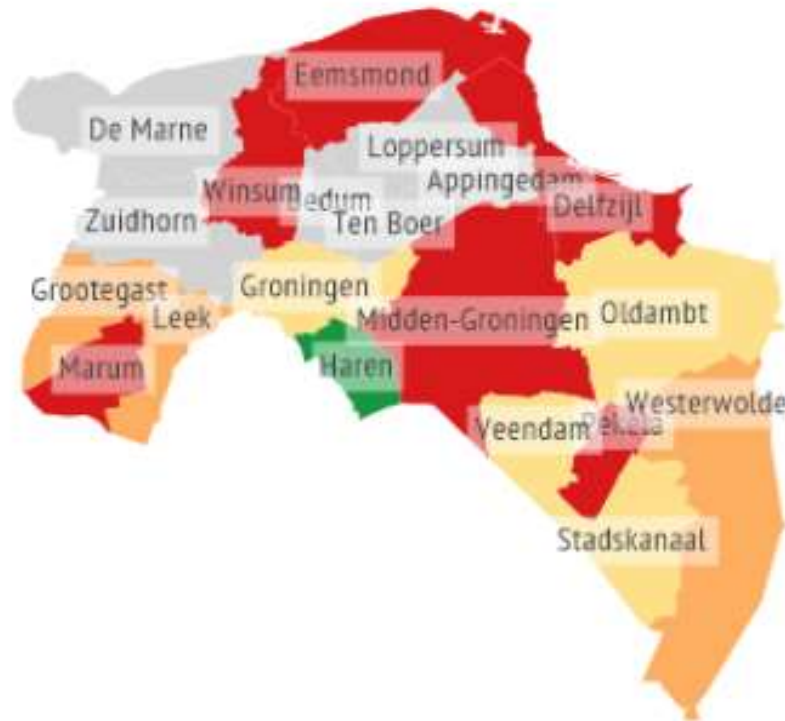 Eemsmond
De Marne
Loppersum
Appingedam
Winsum
Bedum
Delfzijl
Zuidhorn
Ten Boer
Grootegast
Groningen
Leek
Midden-Groningen
Oldambt
Marum
Haren
Westerwolde
Veendam
Pekela
Stadskanaal